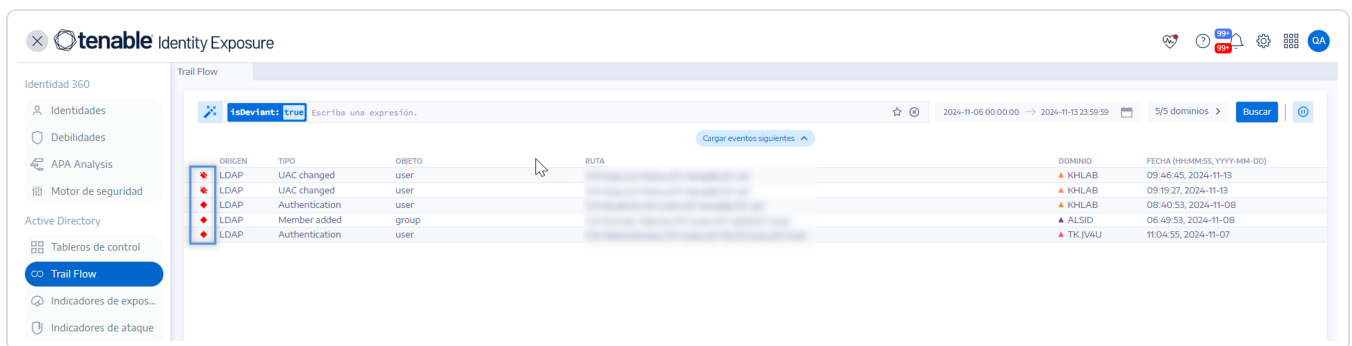 tenable Identity Exposure
99+
99+
QA
Identidad 360
Identidades
Debilidades
APA Analysis
Motor de seguridad
Active Directory
Tableros de control
Trail Flow
Indicadores de expos...
Indicadores de ataque
Trail Flow
isDeviant: true Escriba una expresión.
2024-11-06 00:00:00 → 2024-11-13 23:59:59
5/5 dominios >
Buscar
Cargar eventos siguientes
ORIGEN TIPO OBJETO RUTA DOMINIO FECHA (HH:MM:SS, YYYY-MM-DD)
LDAP UAC changed user KHLAB 09:46:45, 2024-11-13
LDAP UAC changed user KHLAB 09:19:27, 2024-11-13
LDAP Authentication user KHLAB 08:40:53, 2024-11-08
LDAP Member added group ALSID 06:49:53, 2024-11-08
LDAP Authentication user TK.JV4U 11:04:55, 2024-11-07